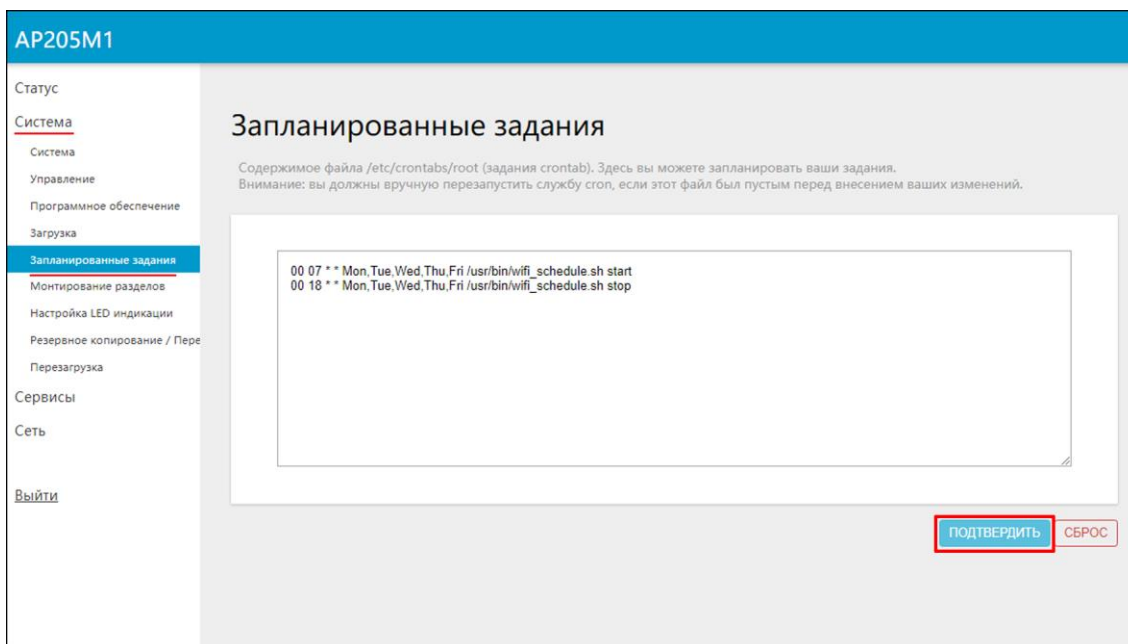 AP205M1
Статус
Система
Система
Управление
Программное обеспечение
Загрузка
Запланированные задания
Монтирование разделов
Настройка LED индикации
Резервное копирование / Пере
Перезагрузка
Сервисы
Сеть
Выйти
Запланированные задания
Содержимое файла /etc/crontabs/root (задания crontab). Здесь вы можете запланировать ваши задания.
Внимание: вы должны вручную перезапустить службу cron, если этот файл был пустым перед внесением ваших изменений.
00 07 * * Mon,Tue,Wed,Thu,Fri /usr/bin/wifi_schedule.sh start
00 18 * * Mon,Tue,Wed,Thu,Fri /usr/bin/wifi_schedule.sh stop
ПОДТВЕРДИТЬ СБРОС